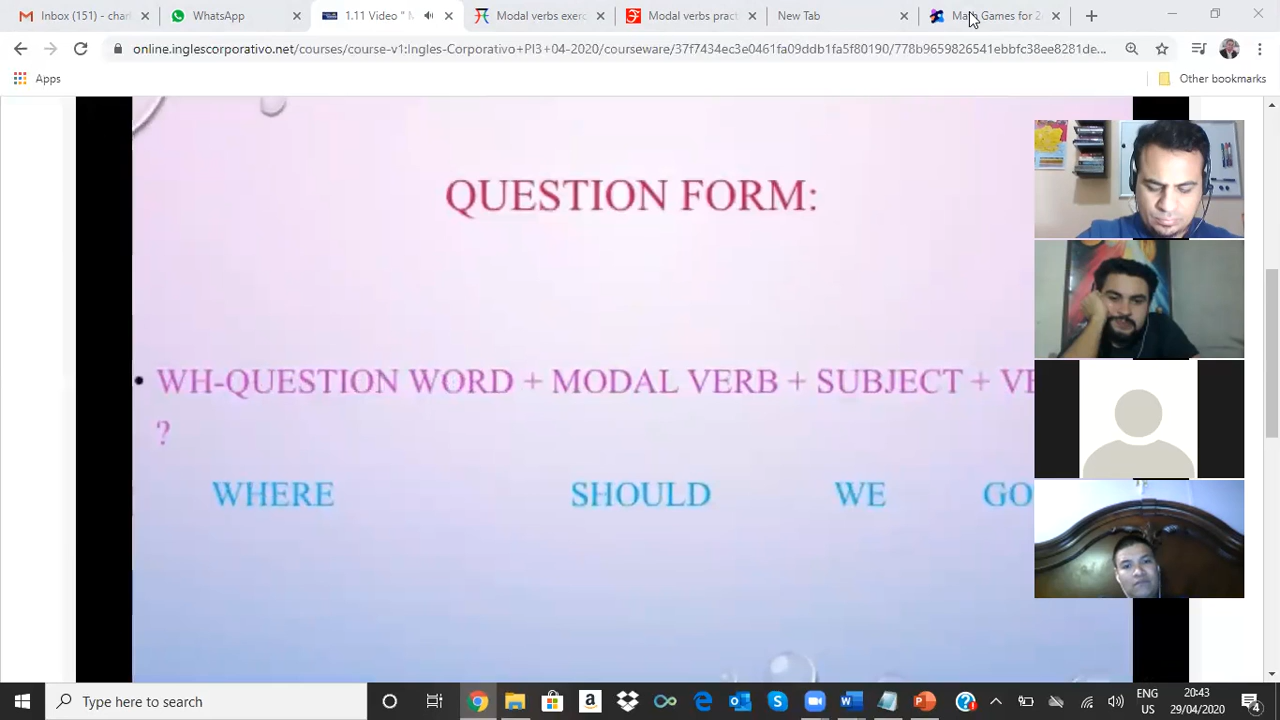 Inbox (151) - char
WhatsApp
1.11 Video " M
Modal verbs exerc
Modal verbs pract
New Tab
Math Games for 2
online.inglescorporativo.net/courses/course-v1:Ingles-Corporativo+PI3+04-2020/courseware/37f7434ec3e0461fa09ddb1fa5f80190/778b9659826541ebbfc38ee8281de...
Apps
Other bookmarks
QUESTION FORM:
• WH-QUESTION WORD + MODAL VERB + SUBJECT + VE
?
WHERE SHOULD WE GO
Type here to search
ENG
US
20:43
29/04/2020
4